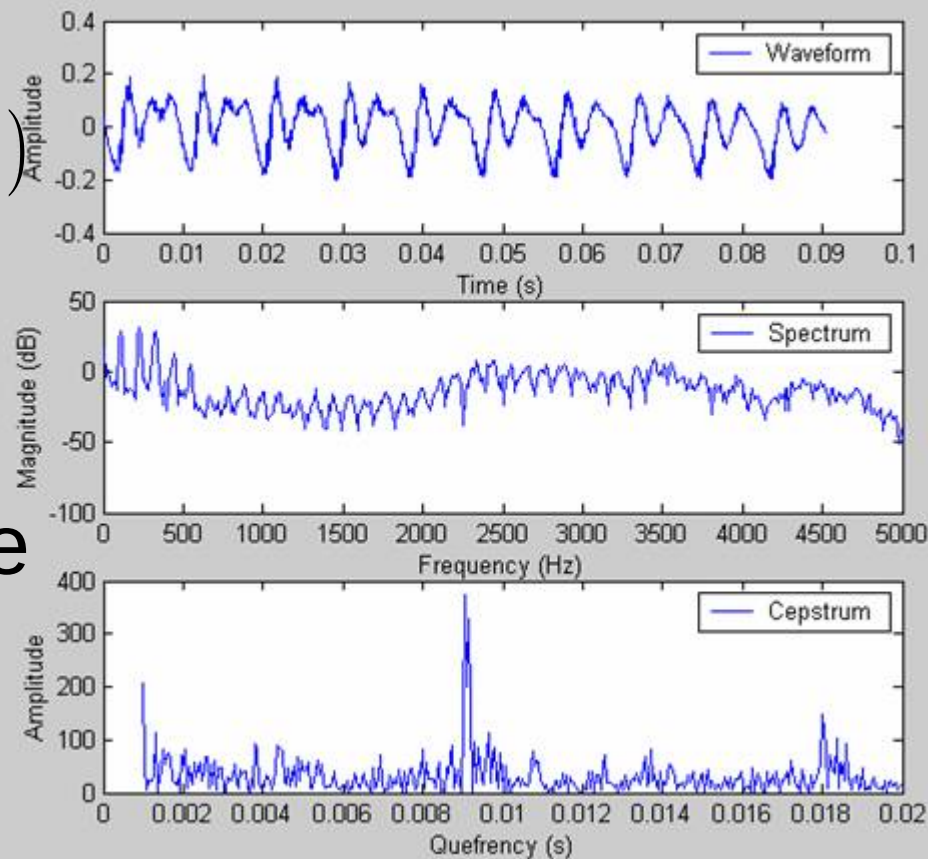 0.4
0.2
0
-0.2
-0.4
)
Amplitude
Waveform
0 0.01 0.02 0.03 0.04 0.05 0.06 0.07 0.08 0.09 0.1
Time (s)
50
0
-50
-100
Magnitude (dB)
Spectrum
0 500 1000 1500 2000 2500 3000 3500 4000 4500 5000
Frequency (Hz)
e
400
300
200
100
0
Amplitude
Cepstrum
0 0.002 0.004 0.006 0.008 0.01 0.012 0.014 0.016 0.018 0.02
Quefrency (s)